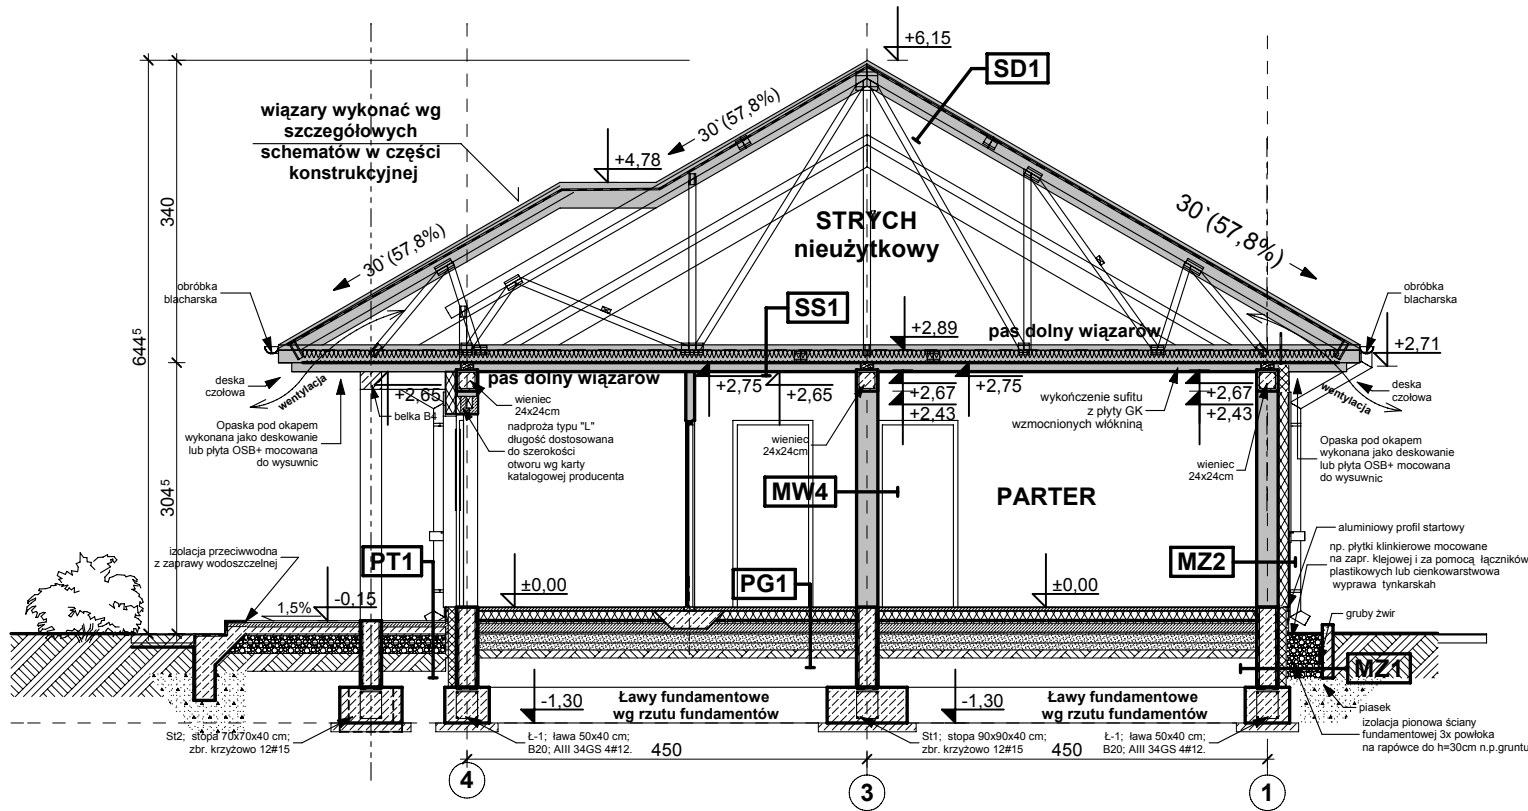 +6,15
SD1
wiązary wykonać wg
szczegółowych
schematów w części
konstrukcyjnej
30`(57,8%)
+4,78
340
STRYCH
nieużytkowy
30`(57,8%)
30`(57,8%)
obróbka
blacharska
obróbka
blacharska
SS1
+2,89
pas dolny wiązarów
+2,71
644⁵
deska
czołowa
wentylacja
+2,65
belka B4
pas dolny wiązarów
wieniec
24x24cm
nadproża typu "L"
długość dostosowana
do szerokości
otworu wg karty
katalogowej producenta
+2,75
+2,65
+2,67
+2,43
+2,75
wykończenie sufitu
z płyty GK
wzmocnionych włókniną
+2,67
+2,43
wentylacja
deska
czołowa
Opaska pod okapem
wykonana jako deskowanie
lub płyta OSB+ mocowana
do wysuwnic
wieniec
24x24cm
wieniec
24x24cm
Opaska pod okapem
wykonana jako deskowanie
lub płyta OSB+ mocowana
do wysuwnic
304⁵
MW4
PARTER
izolacja przeciwwodna
z zaprawy wodoszczelnej
PT1
PG1
MZ2
aluminiowy profil startowy
np. płytki klinkierowe mocowane
na zapr. klejowej i za pomocą łączników
plastikowych lub cienkowarstwowa
wyprawa tynkarskah
±0,00
±0,00
1,5%
-0,15
gruby żwir
MZ1
-1,30
Ławy fundamentowe
wg rzutu fundamentów
-1,30
Ławy fundamentowe
wg rzutu fundamentów
piasek
izolacja pionowa ściany
fundamentowej 3x powłoka
na rapówce do h=30cm n.p.gruntu
St2; stopa 70x70x40 cm;
zbr. krzyżowo 12#15
Ł-1; ława 50x40 cm;
B20; AIII 34GS 4#12.
St1; stopa 90x90x40 cm;
zbr. krzyżowo 12#15
Ł-1; ława 50x40 cm;
B20; AIII 34GS 4#12.
450
450
4
3
1